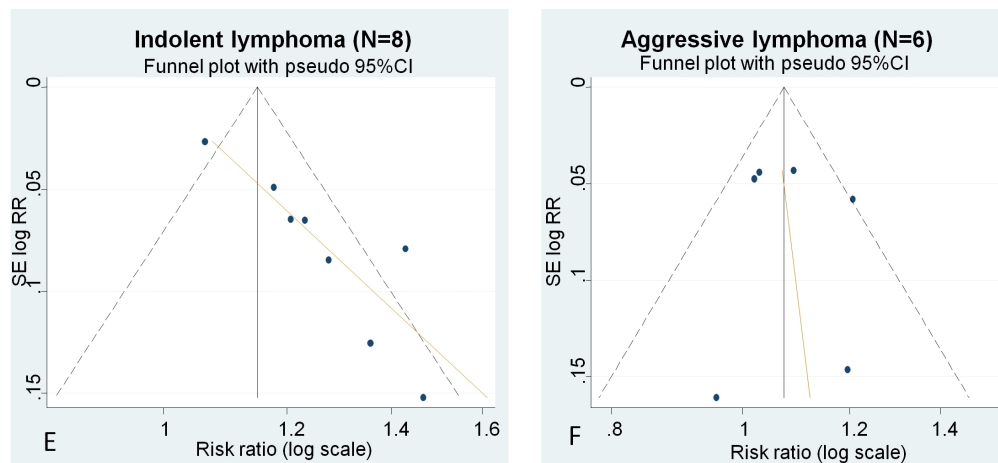 Indolent lymphoma (N=8)
Funnel plot with pseudo 95%CI
0
.05
.1
.15
SE log RR
1
1.2
1.4
1.6
Risk ratio (log scale)
E
Aggressive lymphoma (N=6)
Funnel plot with pseudo 95%CI
0
.05
.1
.15
SE log RR
.8
1
1.2
1.4
Risk ratio (log scale)
F